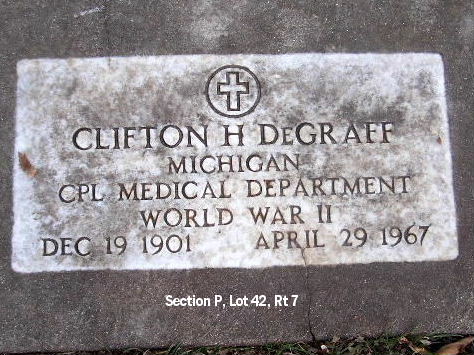 CLIFTON H DEGRAFF
MICHIGAN
CPL MEDICAL DEPARTMENT
WORLD WAR II
DEC 19 1901 APRIL 29 1967
Section P, Lot 42, Rt 7